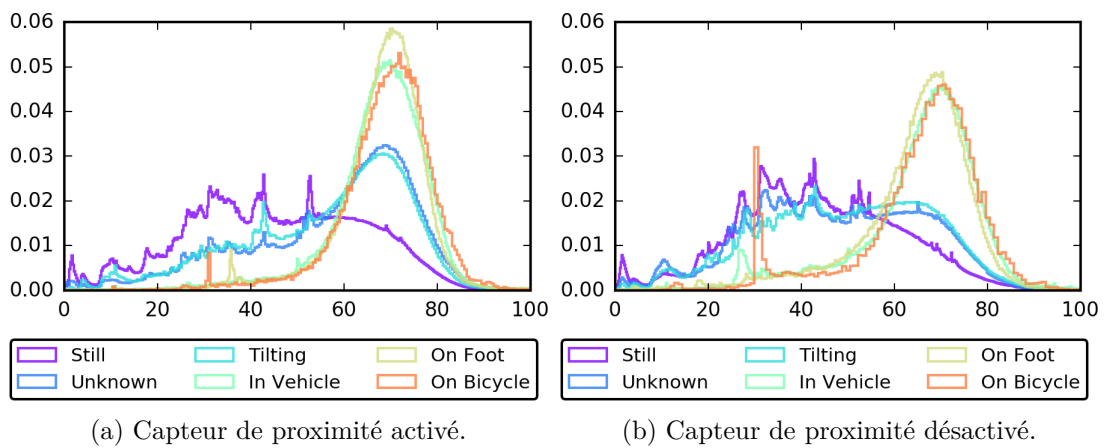 0.06
0.05
0.04
0.03
0.02
0.01
0.00
0 20 40 60 80 100
Still Tilting On Foot
Unknown In Vehicle On Bicycle
(a) Capteur de proximité activé.
0.06
0.05
0.04
0.03
0.02
0.01
0.00
0 20 40 60 80 100
Still Tilting On Foot
Unknown In Vehicle On Bicycle
(b) Capteur de proximité désactivé.